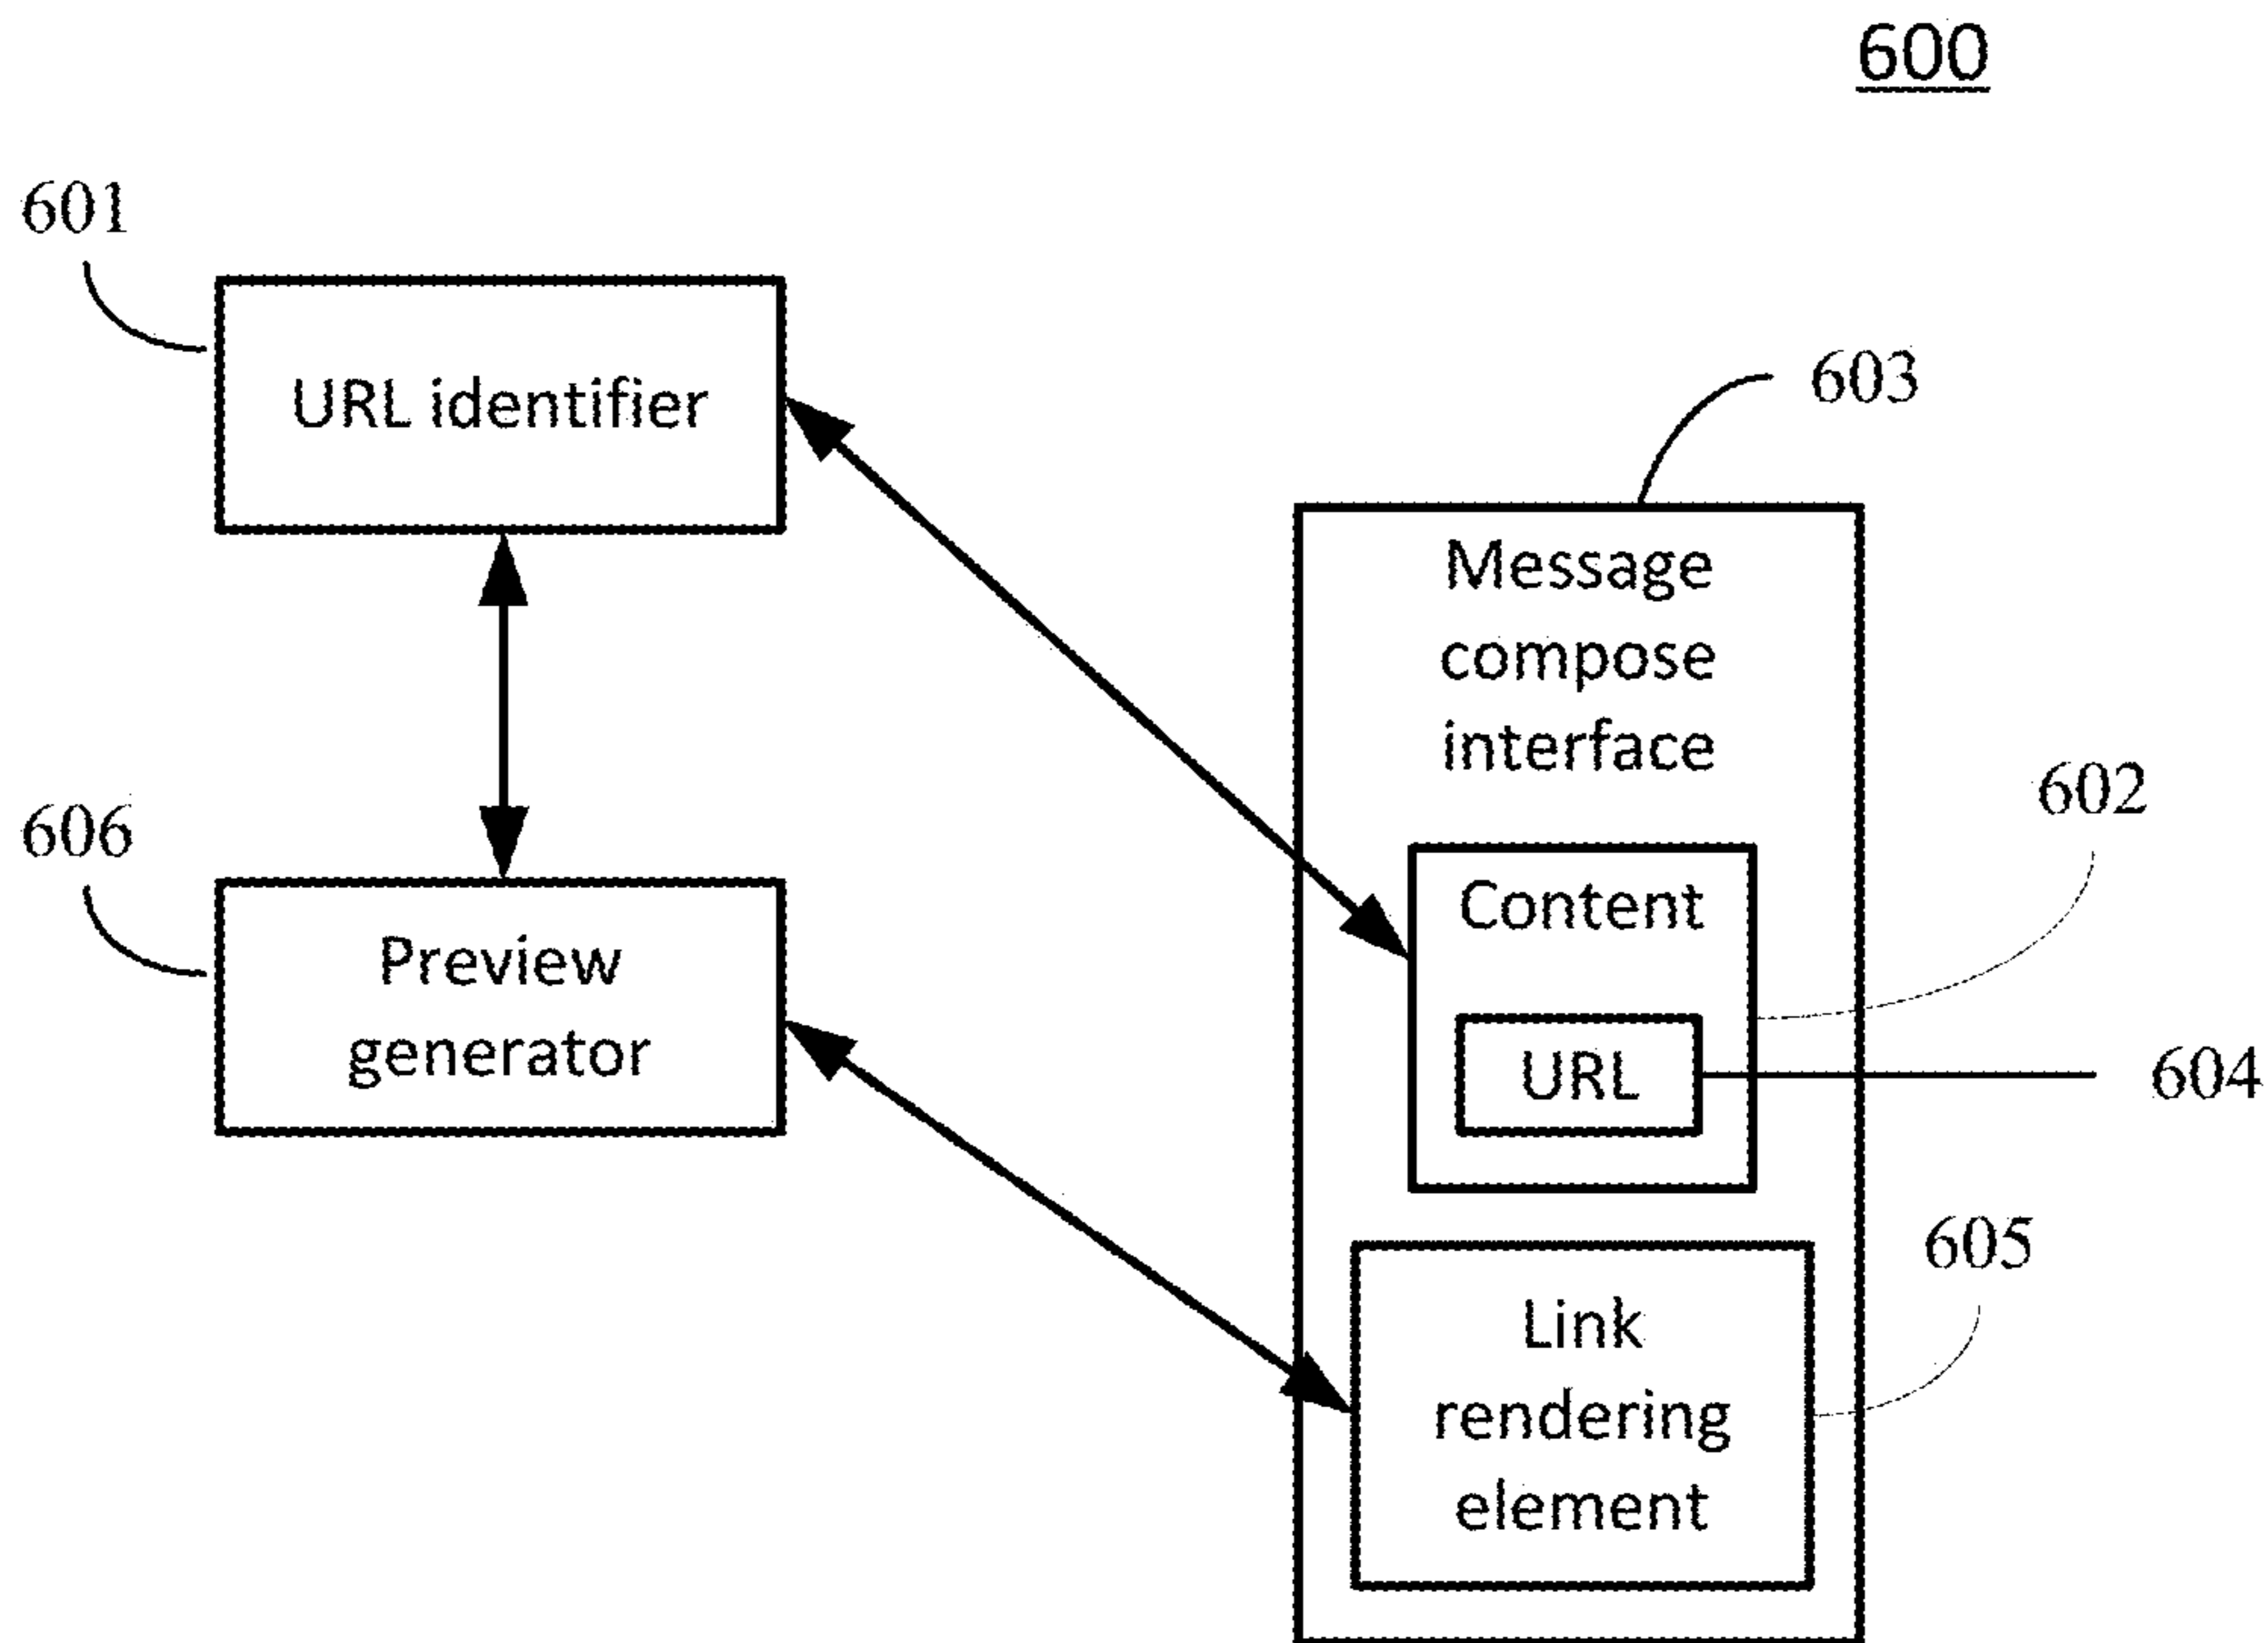 600
601
URL identifier
603
Message
compose
interface
602
606
Preview
generator
Content
URL
604
605
Link
rendering
element